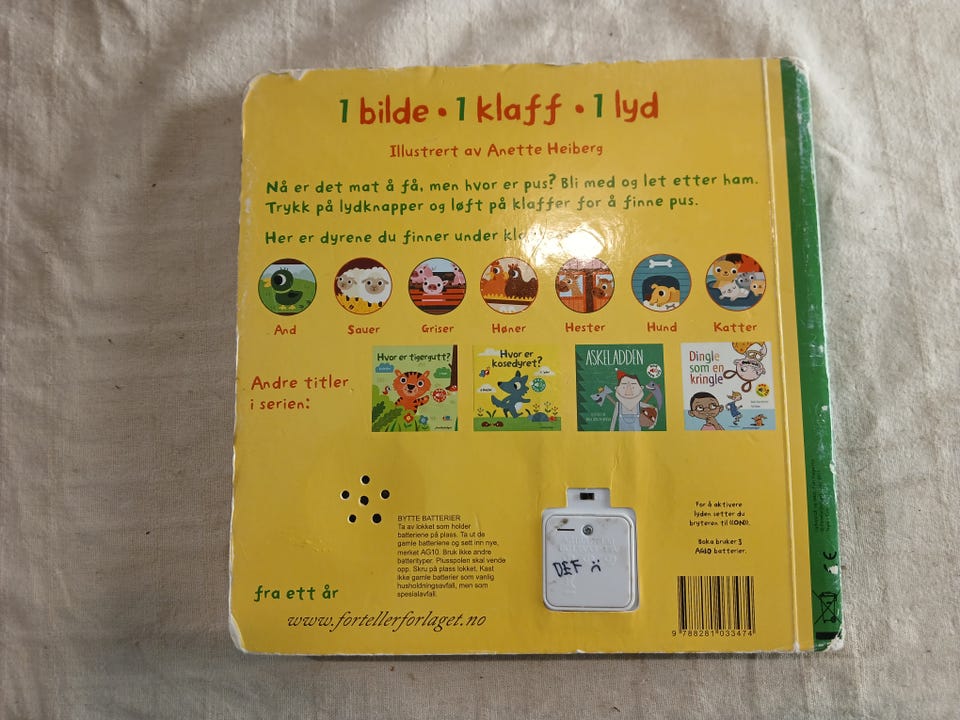 1 bilde • 1 klaff • 1 lyd
Illustrert av Anette Heiberg
Nå er det mat å få, men hvor er pus? Bli med og let etter ham.
Trykk på lydknapper og løft på klaffer for å finne pus.
Her er dyrene du finner under
And
Sauer
Griser
Høner
Hester
Hund
Katter
Andre titler
i serien:
Hvor er tigergutt?
Hvor er
kosedyret?
ASKELADDEN
Dingle
som en
kringle
BYTTE BATTERIER
Ta av lokket som holder
batteriene på plass. Ta ut de
gamle batteriene og sett inn nye,
merket AG10. Bruk ikke andre
batterityper. Plusspolen skal vende
opp. Skru på plass lokket. Kast
ikke gamle batterier som vanlig
husholdningsavfall, men som
spesialavfall.
DEF
For å aktivere
lyden setter du
bryteren til ((ON)).
Boka bruker 3
AG10 batterier.
fra ett år
www.fortellerforlaget.no
9 788281 033474
CE